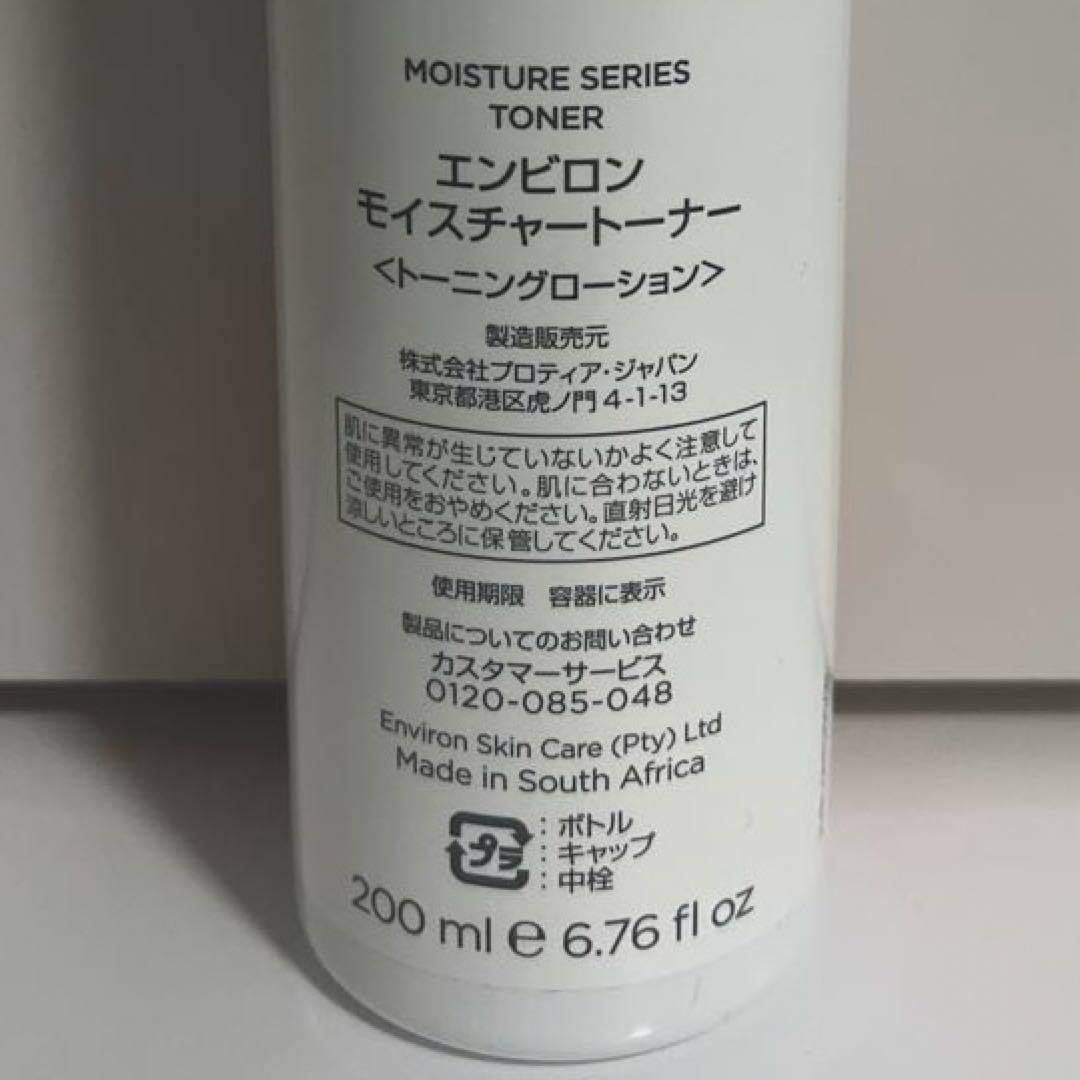 MOISTURE SERIES
TONER
エンビロン
モイスチャートーナー
<トーニングローション>
製造販売元
株式会社プロティア・ジャパン
東京都港区虎ノ門 4-1-13
肌に異常が生じていないかよく注意して
使用してください。肌に合わないときは、
ご使用をおやめください。直射日光を避け
涼しいところに保管してください。
使用期限 容器に表示
製品についてのお問い合わせ
カスタマーサービス
0120-085-048
Environ Skin Care (Pty) Ltd
Made in South Africa
プラ : ボトル
: キャップ
: 中栓
200 ml ℮ 6.76 fl oz